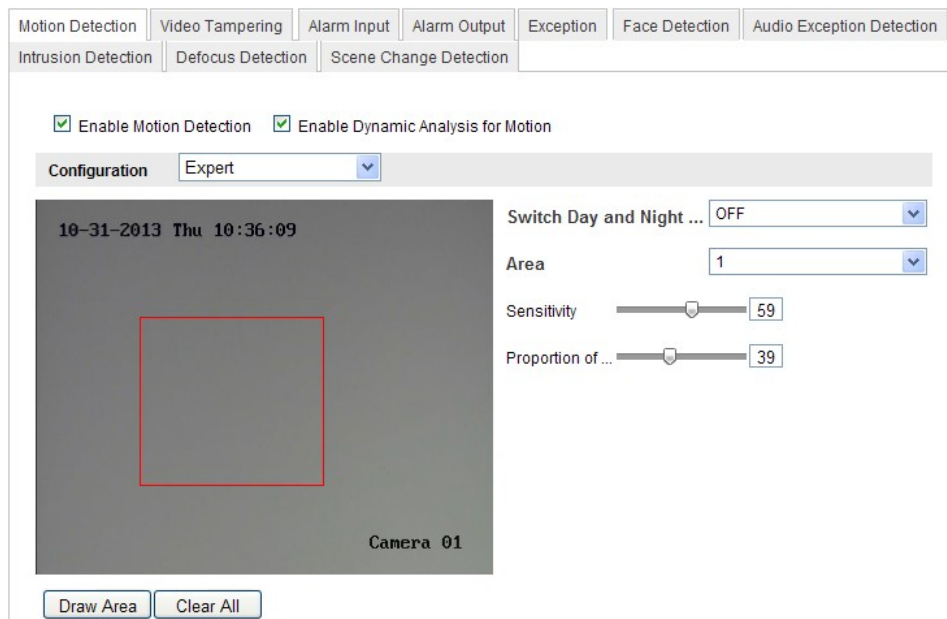 Motion Detection Video Tampering Alarm Input Alarm Output Exception Face Detection Audio Exception Detection
Intrusion Detection Defocus Detection Scene Change Detection
Enable Motion Detection Enable Dynamic Analysis for Motion
Configuration Expert
10-31-2013 Thu 10:36:09
Camera 01
Switch Day and Night ... OFF
Area 1
Sensitivity 59
Proportion of ... 39
Draw Area Clear All